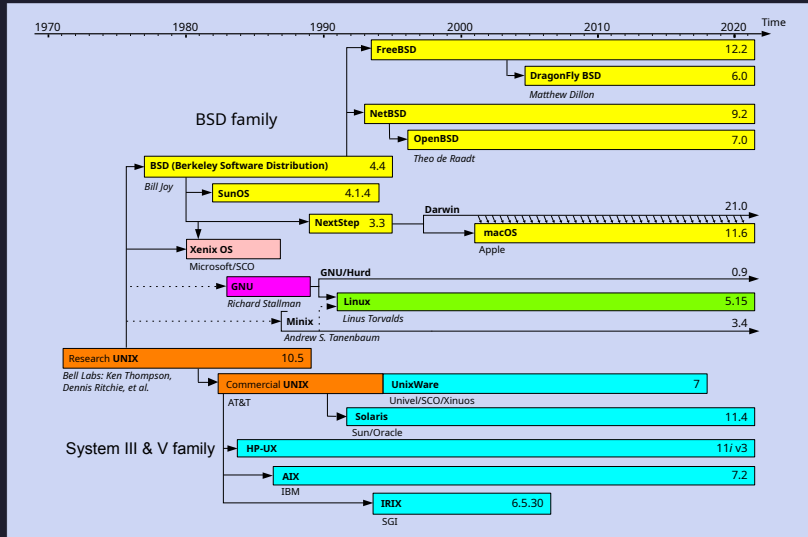 1970 1980 1990 2000 2010 2020 Time
FreeBSD 12.2
DragonFly BSD 6.0
Matthew Dillon
BSD family
NetBSD 9.2
OpenBSD 7.0
Theo de Raadt
BSD (Berkeley Software Distribution) 4.4
Bill Joy
SunOS 4.1.4
Darwin 21.0
NextStep 3.3
macOS 11.6
Apple
Xenix OS
Microsoft/SCO
GNU/Hurd 0.9
GNU
Richard Stallman
Linux 5.15
Linus Torvalds
Minix 3.4
Andrew S. Tanenbaum
Research UNIX 10.5
Bell Labs: Ken Thompson,
Dennis Ritchie, et al.
Commercial UNIX
AT&T
UnixWare 7
Univel/SCO/Xinuos
Solaris 11.4
Sun/Oracle
System III & V family
HP-UX 11i v3
AIX 7.2
IBM
IRIX 6.5.30
SGI